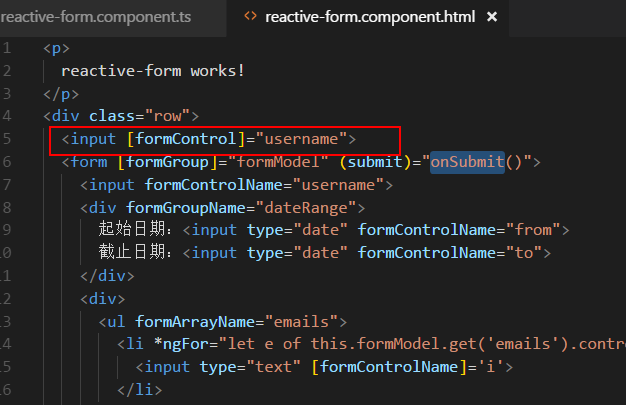 reactive-form.component.ts <> reactive-form.component.html ×
1 <p>
2 reactive-form works!
3 </p>
4 <div class="row">
5 <input [formControl]="username">
6 <form [formGroup]="formModel" (submit)="onSubmit()">
7 <input formControlName="username">
8 <div formGroupName="dateRange">
9 起始日期：<input type="date" formControlName="from">
10 截止日期：<input type="date" formControlName="to">
11 </div>
12 <div>
13 <ul formArrayName="emails">
14 <li *ngFor="let e of this.formModel.get('emails').contro
15 <input type="text" [formControlName]='i'>
16 </li>